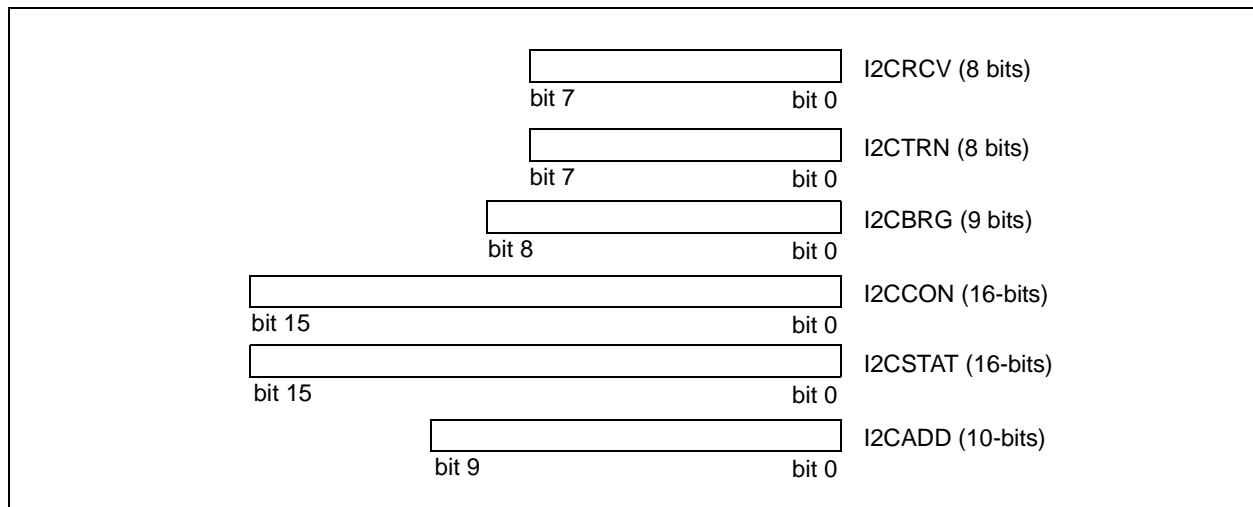 I2CRCV (8 bits)
bit 7 bit 0
I2CTRN (8 bits)
bit 7 bit 0
I2CBRG (9 bits)
bit 8 bit 0
I2CCON (16-bits)
bit 15 bit 0
I2CSTAT (16-bits)
bit 15 bit 0
I2CADD (10-bits)
bit 9 bit 0